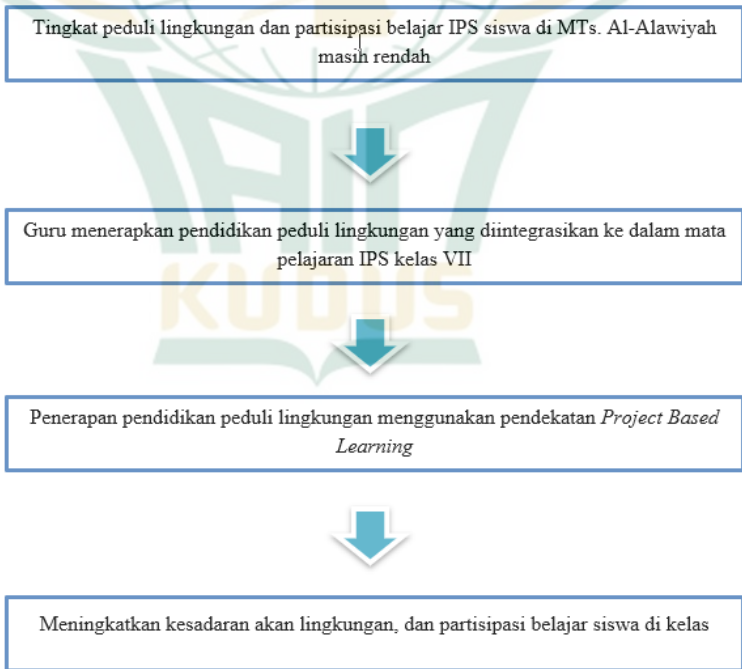 Tingkat peduli lingkungan dan partisipasi belajar IPS siswa di MTs. Al-Alawiyah
masih rendah
Guru menerapkan pendidikan peduli lingkungan yang diintegrasikan ke dalam mata
pelajaran IPS kelas VII
KUDUS
Penerapan pendidikan peduli lingkungan menggunakan pendekatan Project Based
Learning
Meningkatkan kesadaran akan lingkungan, dan partisipasi belajar siswa di kelas